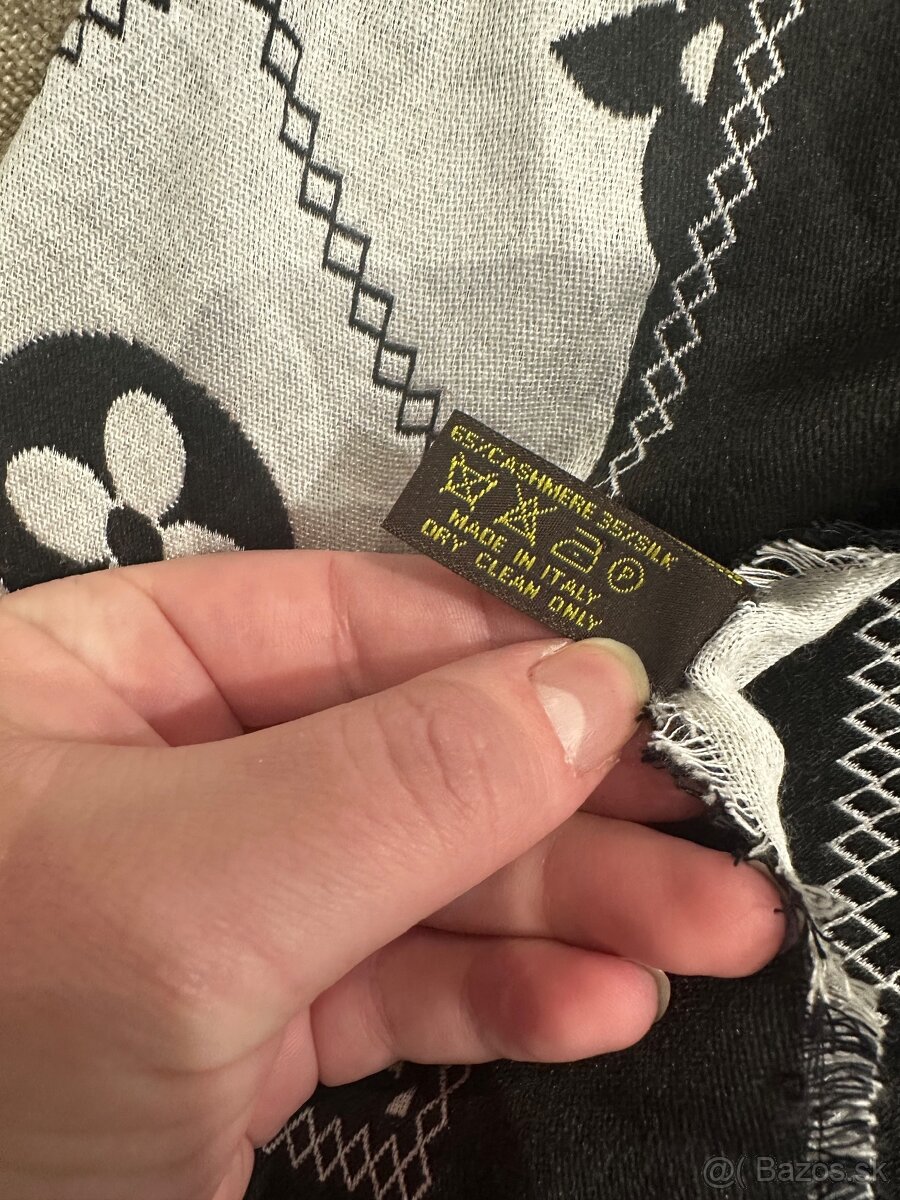 65/CASHMERE 35/SILK
P
MADE IN ITALY
DRY CLEAN ONLY
@( Bazos.sk